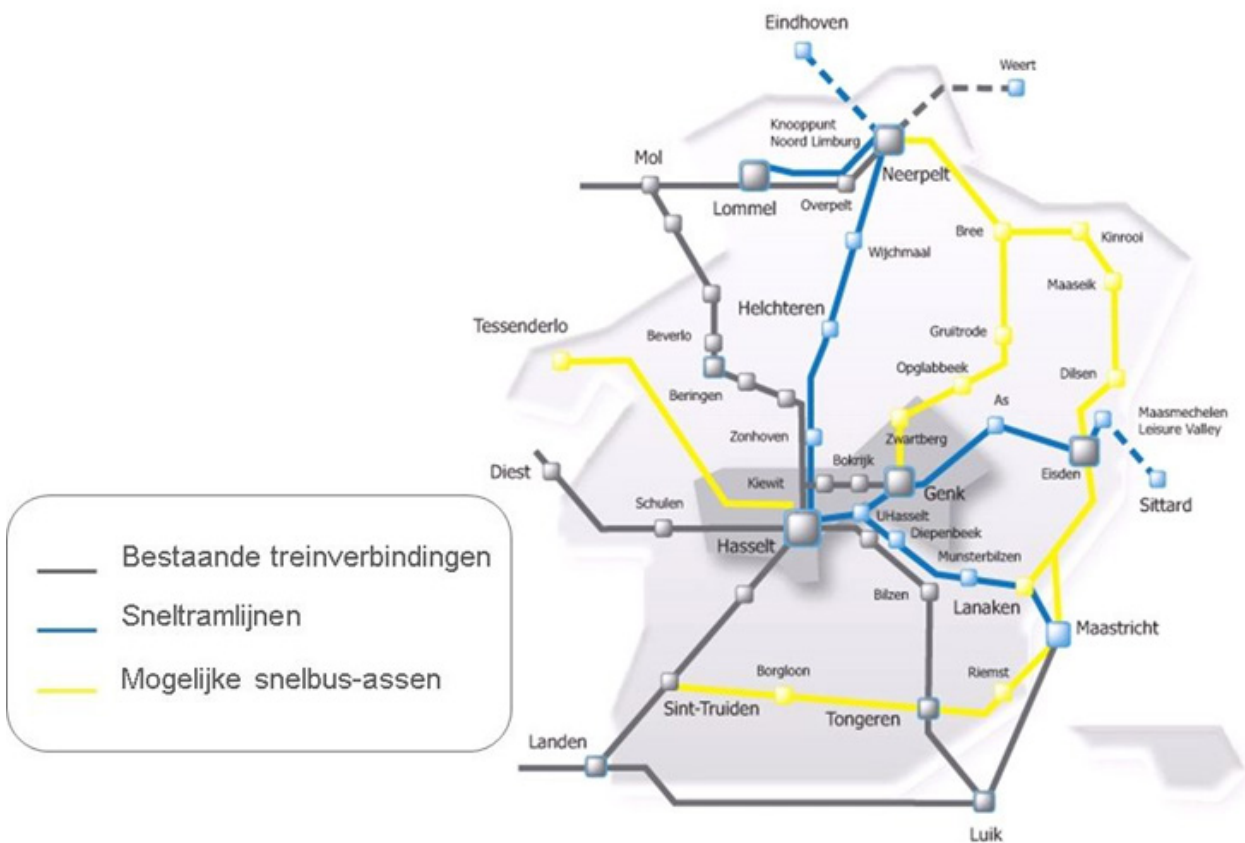 Eindhoven
Weert
Knooppunt
Noord Limburg
Mol
Neerpelt
Lommel
Overpelt
Bree
Kinrooi
Wijchmaal
Maaseik
Helchteren
Tessenderlo
Beverlo
Gruitrode
Opglabbeek
Dilsen
Beringen
As
Maasmechelen
Leisure Valley
Zonhoven
Zwartberg
Bokrijk
Eisden
Diest
Kiewit
Genk
Sittard
Schulen
UHasselt
Hasselt
Diepenbeek
Munsterbilzen
Bilzen
Lanaken
Maastricht
Borgloon
Riemst
Sint-Truiden
Tongeren
Landen
Luik
Bestaande treinverbindingen
Sneltramlijnen
Mogelijke snelbus-assen